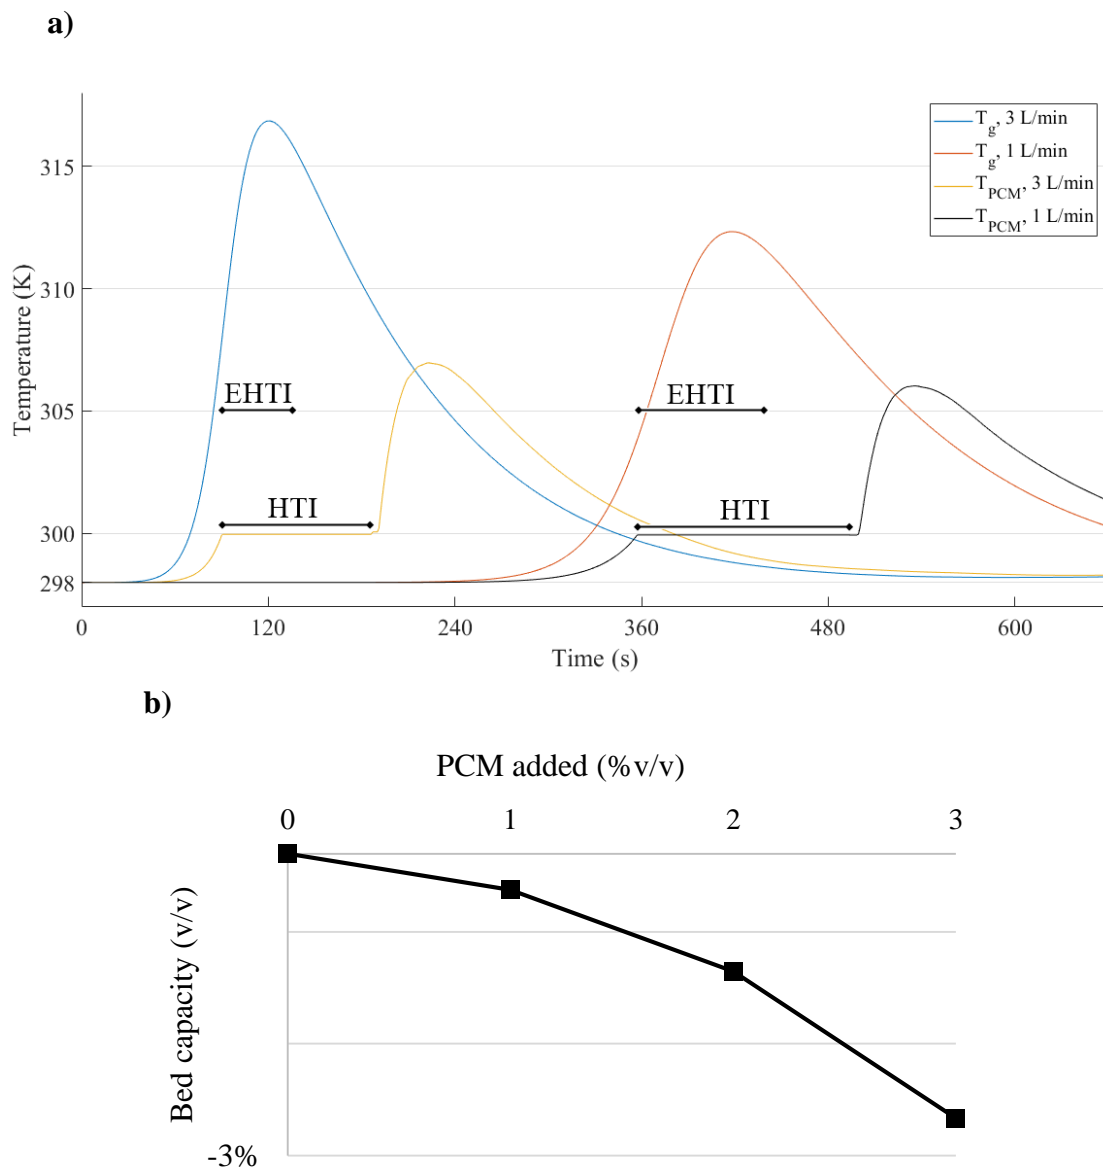 a)
T_g, 3 L/min
T_g, 1 L/min
T_PCM, 3 L/min
T_PCM, 1 L/min
Temperature (K)
315
310
305
300
298
EHTI
HTI
EHTI
HTI
0 120 240 360 480 600
Time (s)
b)
PCM added (%v/v)
0 1 2 3
Bed capacity (v/v)
-3%